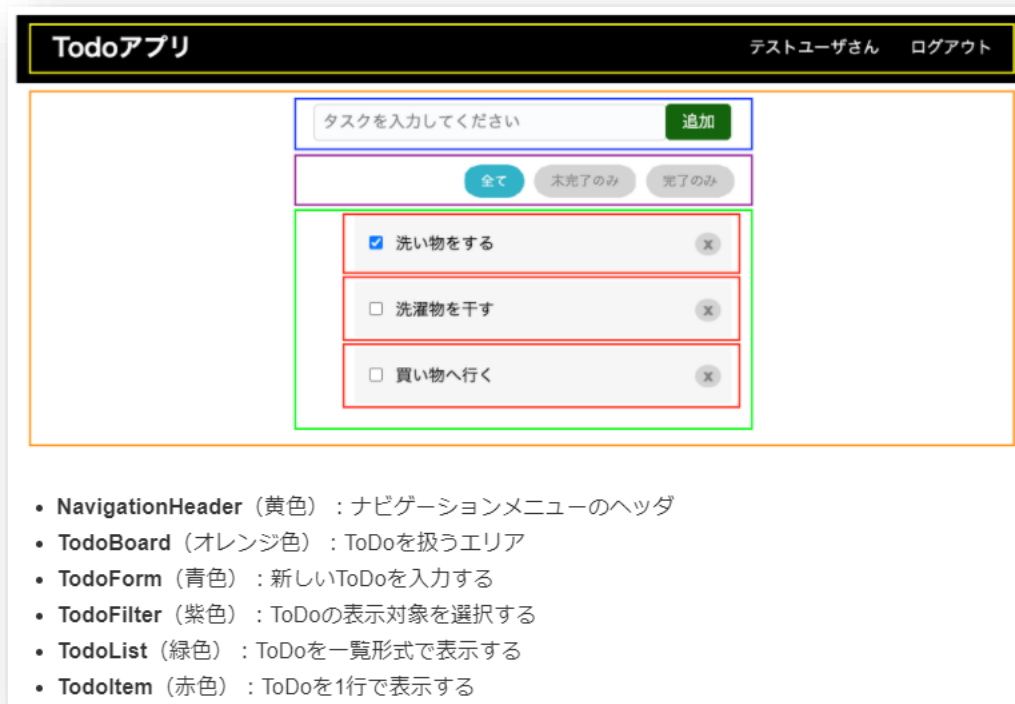 Todoアプリ テストユーザさん ログアウト
タスクを入力してください 追加
全て 未完了のみ 完了のみ
洗い物をする x
洗濯物を干す x
買い物へ行く x
• NavigationHeader（黄色）：ナビゲーションメニューのヘッダ
• TodoBoard（オレンジ色）：ToDoを扱うエリア
• TodoForm（青色）：新しいToDoを入力する
• TodoFilter（紫色）：ToDoの表示対象を選択する
• TodoList（緑色）：ToDoを一覧形式で表示する
• TodoItem（赤色）：ToDoを1行で表示する